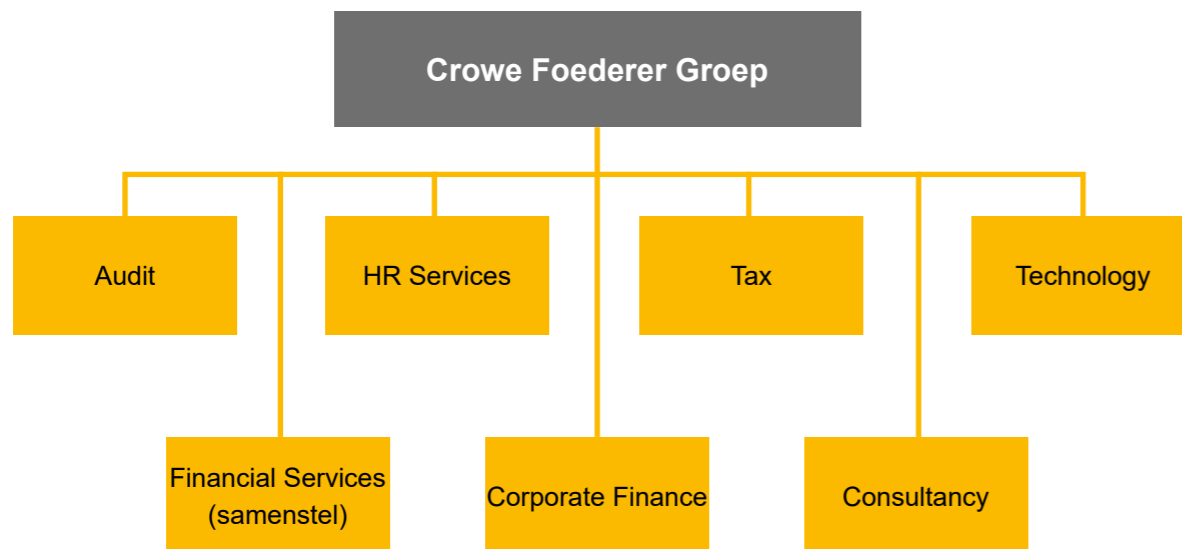 Crowe Foederer Groep
Audit
HR Services
Tax
Technology
Financial Services
(samenstel)
Corporate Finance
Consultancy